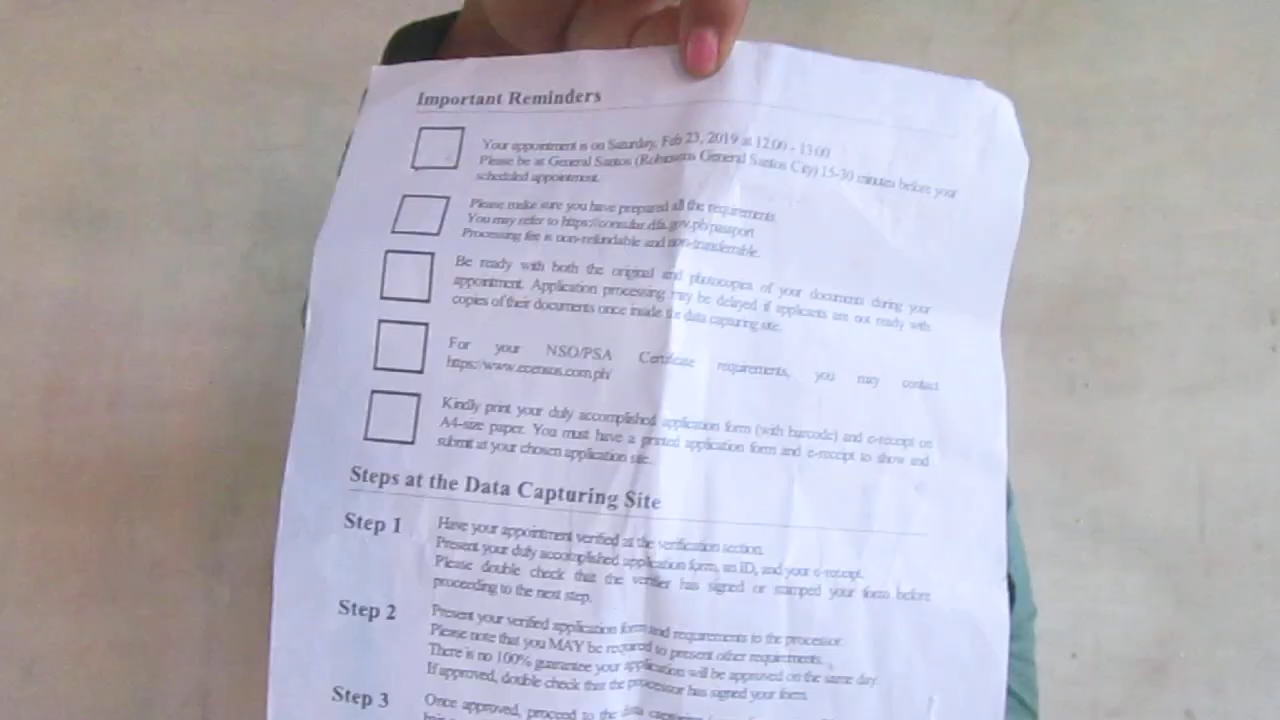 Important Reminders
Your appointment is on Saturday, Feb 23, 2019 at 12:00 - 13:00
Please be at General Santos (Robinsons General Santos City) 15-30 minutes before your
scheduled appointment.
Please make sure you have prepared all the requirements
You may refer to https://consular.dfa.gov.ph/passport
Processing fee is non-refundable and non-transferrable.
Be ready with both the original and photocopies of your documents during your
appointment. Application processing may be delayed if applicants are not ready with
copies of their documents once inside the data capturing site.
For your NSO/PSA Certificate requirements, you may contact
https://www.ecensus.com.ph/
Kindly print your duly accomplished application form (with barcode) and e-receipt on
A4-size paper. You must have a printed application form and e-receipt to show and
submit at your chosen application site.
Steps at the Data Capturing Site
Step 1
Have your appointment verified at the verification section.
Present your duly accomplished application form, an ID, and your e-receipt.
Please double check that the verifier has signed or stamped your form before
proceeding to the next step.
Step 2
Present your verified application form and requirements to the processor.
Please note that you MAY be required to present other requirements.
There is no 100% guarantee your application will be approved on the same day.
If approved, double check that the processor has signed your form.
Step 3
Once approved, proceed to the data